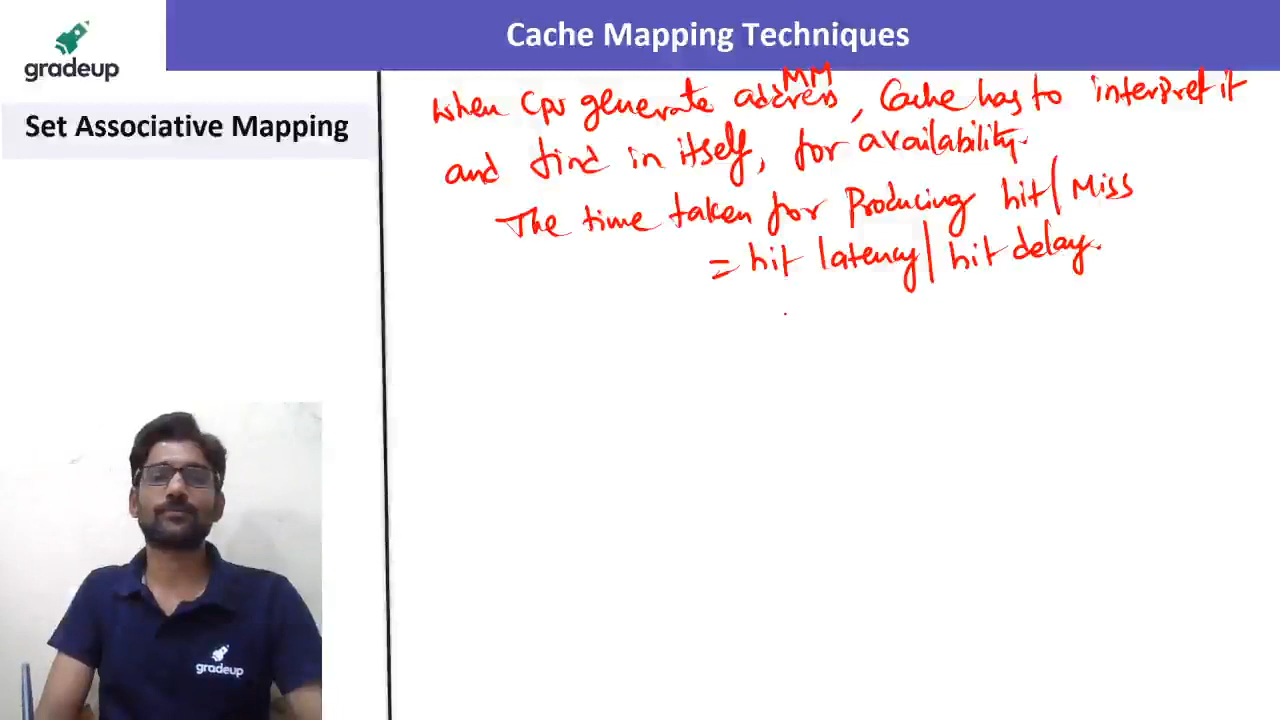 gradeup
Cache Mapping Techniques
Set Associative Mapping
MM
When Cpu generate address, Cache has to interpret it
and find in itself, for availability.
The time taken for Producing hit/Miss
= hit latency/hit delay.
gradeup